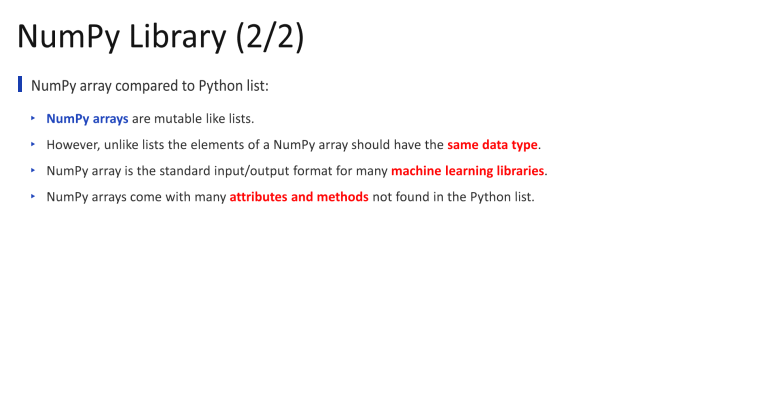 NumPy Library (2/2)
NumPy array compared to Python list:
NumPy arrays are mutable like lists.
However, unlike lists the elements of a NumPy array should have the same data type.
NumPy array is the standard input/output format for many machine learning libraries.
NumPy arrays come with many attributes and methods not found in the Python list.